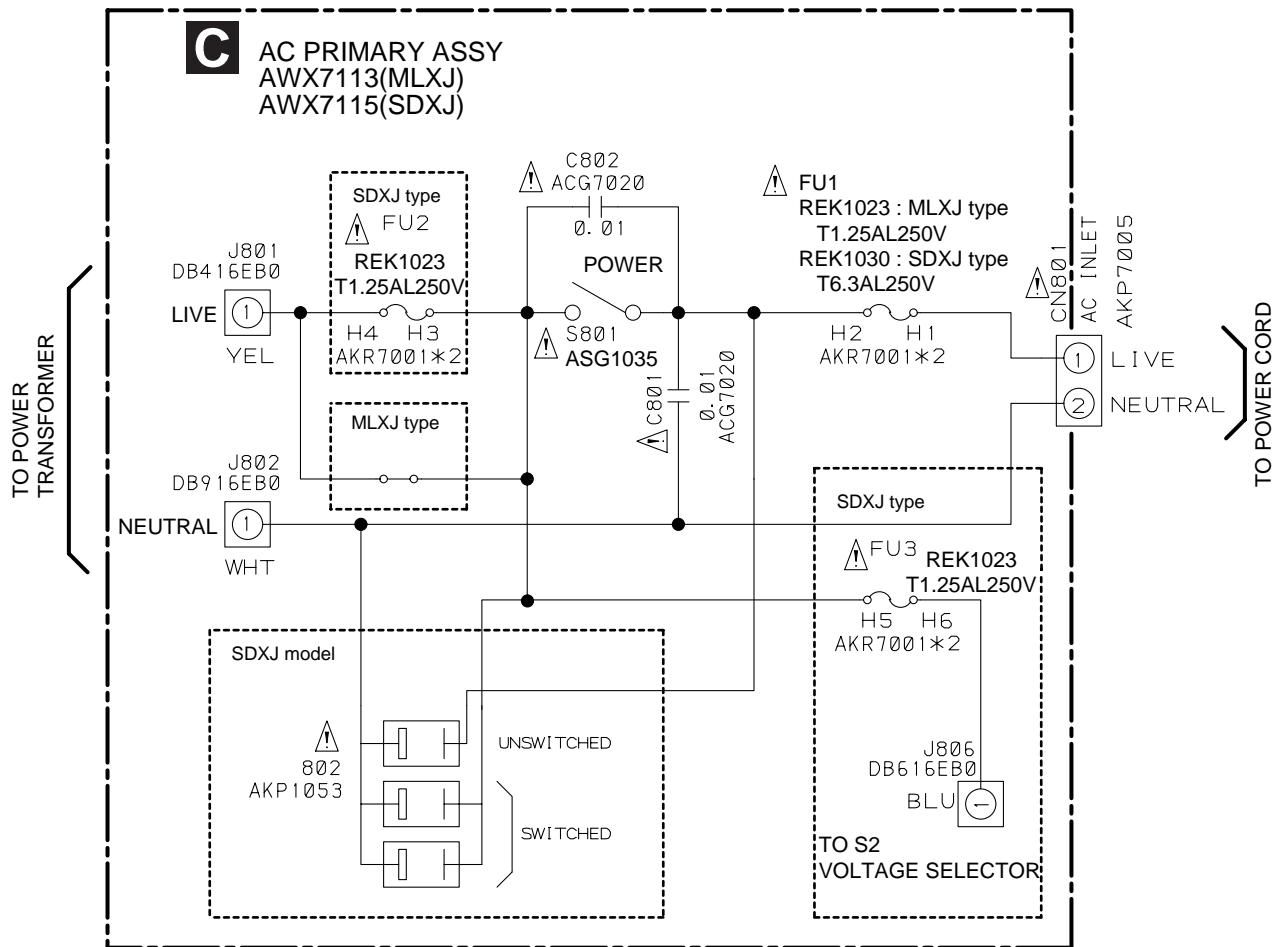 C
AC PRIMARY ASSY
AWX7113(MLXJ)
AWX7115(SDXJ)
C802
ACG7020
0.01
POWER
S801
ASG1035
SDXJ type
FU2
REK1023
T1.25AL250V
H4 H3
AKR7001*2
FU1
REK1023 : MLXJ type
T1.25AL250V
REK1030 : SDXJ type
T6.3AL250V
H2 H1
AKR7001*2
CN801
AC INLET
AKP7005
1
LIVE
2
NEUTRAL
TO POWER CORD
J801
DB416EB0
LIVE
1
YEL
TO POWER
TRANSFORMER
MLXJ type
C801
0.01
ACG7020
J802
DB916EB0
NEUTRAL
1
WHT
SDXJ type
FU3
REK1023
T1.25AL250V
H5 H6
AKR7001*2
J806
DB616EB0
BLU
1
TO S2
VOLTAGE SELECTOR
SDXJ model
802
AKP1053
UNSWITCHED
SWITCHED